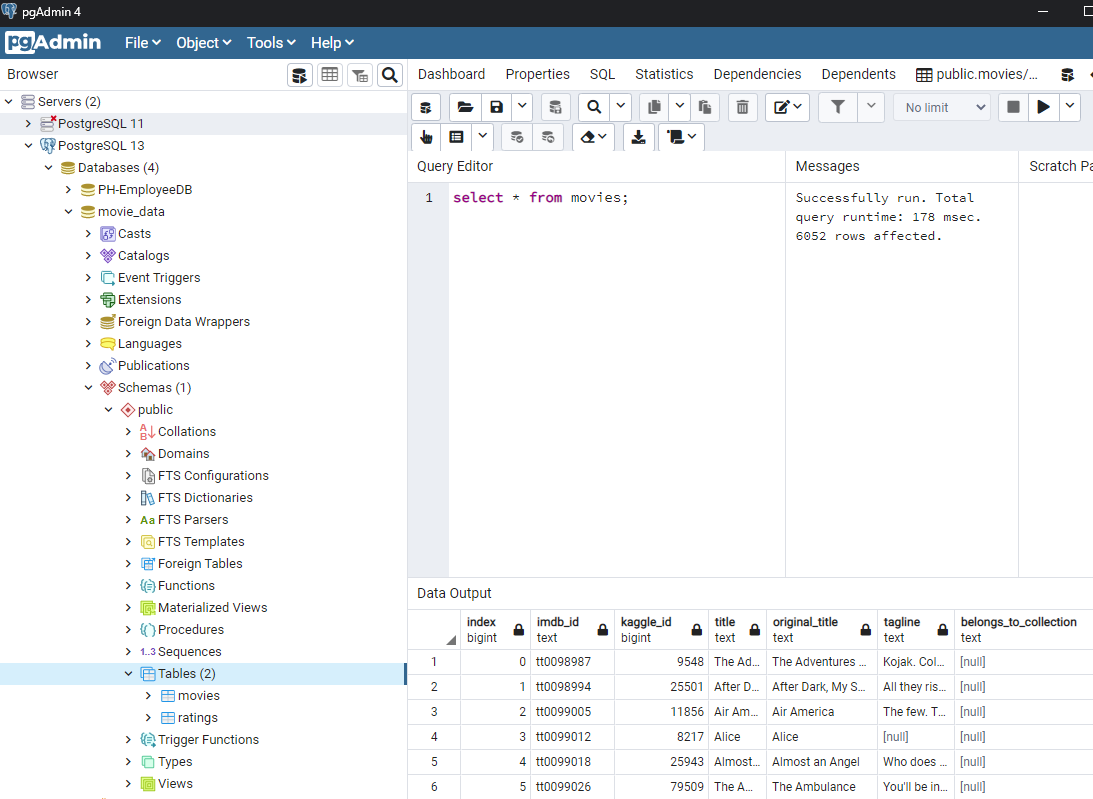 pgAdmin 4
pgAdmin File Object Tools Help
Browser
Dashboard Properties SQL Statistics Dependencies Dependents public.movies/...
Servers (2)
PostgreSQL 11
PostgreSQL 13
Databases (4)
PH-EmployeeDB
movie_data
Casts
Catalogs
Event Triggers
Extensions
Foreign Data Wrappers
Languages
Publications
Schemas (1)
public
Collations
Domains
FTS Configurations
FTS Dictionaries
Aa FTS Parsers
FTS Templates
Foreign Tables
Functions
Materialized Views
Procedures
1..3 Sequences
Tables (2)
movies
ratings
Trigger Functions
Types
Views
No limit
Query Editor
1 select * from movies;
Messages
Successfully run. Total
query runtime: 178 msec.
6052 rows affected.
Scratch Pa
Data Output
index imdb_id kaggle_id title original_title tagline belongs_to_collection
bigint text bigint text text text text
1 0 tt0098987 9548 The Ad... The Adventures ... Kojak. Col... [null]
2 1 tt0098994 25501 After D... After Dark, My S... All they ris... [null]
3 2 tt0099005 11856 Air Am... Air America The few. T... [null]
4 3 tt0099012 8217 Alice Alice [null] [null]
5 4 tt0099018 25943 Almost... Almost an Angel Who does ... [null]
6 5 tt0099026 79509 The A... The Ambulance You'll be in... [null]